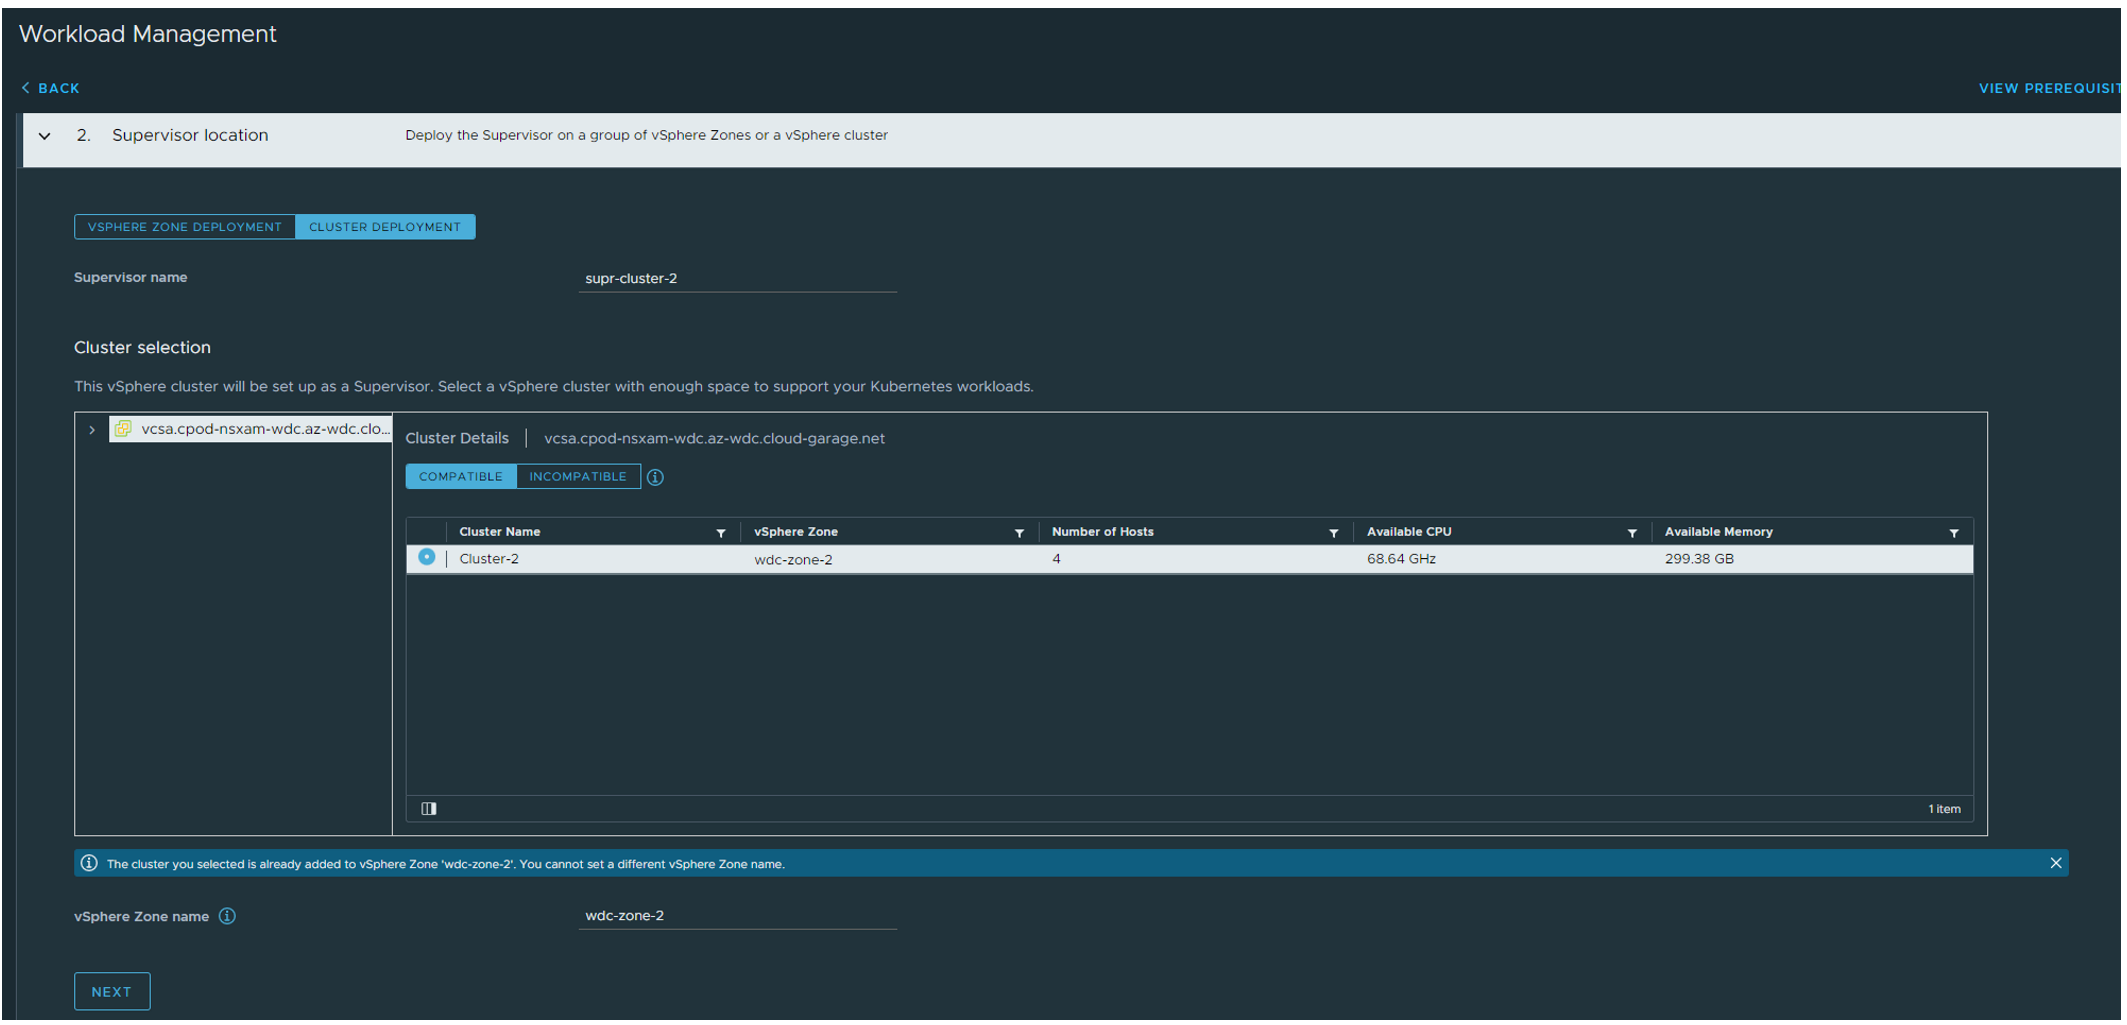 Workload Management
BACK
VIEW PREREQUISIT
2. Supervisor location Deploy the Supervisor on a group of vSphere Zones or a vSphere cluster
VSPHERE ZONE DEPLOYMENT CLUSTER DEPLOYMENT
Supervisor name supr-cluster-2
Cluster selection
This vSphere cluster will be set up as a Supervisor. Select a vSphere cluster with enough space to support your Kubernetes workloads.
vcsa.cpod-nsxam-wdc.az-wdc.clo...
Cluster Details vcsa.cpod-nsxam-wdc.az-wdc.cloud-garage.net
COMPATIBLE INCOMPATIBLE
Cluster Name vSphere Zone Number of Hosts Available CPU Available Memory
Cluster-2 wdc-zone-2 4 68.64 GHz 299.38 GB
1 item
The cluster you selected is already added to vSphere Zone 'wdc-zone-2'. You cannot set a different vSphere Zone name.
vSphere Zone name wdc-zone-2
NEXT